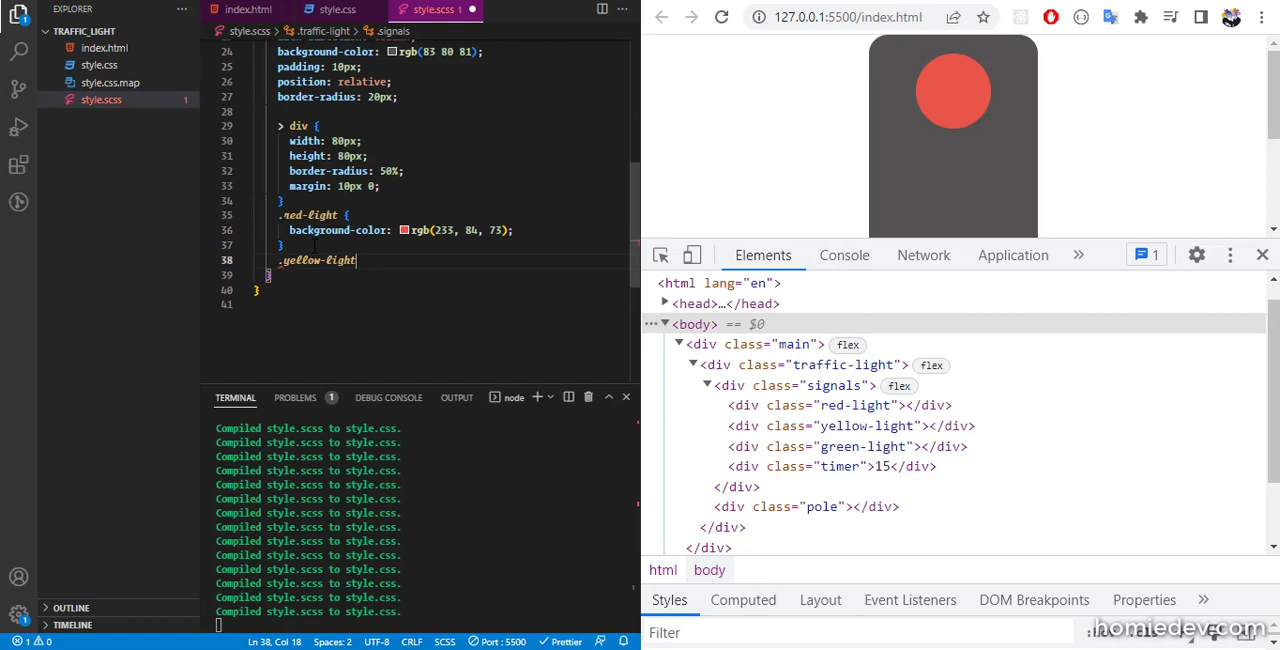 EXPLORER
TRAFFIC_LIGHT
index.html
style.css
style.css.map
style.scss
1
OUTLINE
TIMELINE
index.html
style.css
style.scss 1
style.scss > .traffic-light > .signals
24 background-color: rgb(83 80 81);
25 padding: 10px;
26 position: relative;
27 border-radius: 20px;
28
29 > div {
30 width: 80px;
31 height: 80px;
32 border-radius: 50%;
33 margin: 10px 0;
34 }
35 .red-light {
36 background-color: rgb(233, 84, 73);
37 }
38 .yellow-light
39 }
40 }
41
TERMINAL
PROBLEMS 1
DEBUG CONSOLE
OUTPUT
node
Compiled style.scss to style.css.
Compiled style.scss to style.css.
Compiled style.scss to style.css.
Compiled style.scss to style.css.
Compiled style.scss to style.css.
Compiled style.scss to style.css.
Compiled style.scss to style.css.
Compiled style.scss to style.css.
Compiled style.scss to style.css.
Compiled style.scss to style.css.
Compiled style.scss to style.css.
Compiled style.scss to style.css.
Compiled style.scss to style.css.
Compiled style.scss to style.css.
1 0
Ln 38, Col 18
Spaces: 2
UTF-8
CRLF
SCSS
Port : 5500
Prettier
127.0.0.1:5500/index.html
Elements
Console
Network
Application
1
<html lang="en">
<head>…</head>
<body> == $0
<div class="main"> flex
<div class="traffic-light"> flex
<div class="signals"> flex
<div class="red-light"></div>
<div class="yellow-light"></div>
<div class="green-light"></div>
<div class="timer">15</div>
</div>
<div class="pole"></div>
</div>
</div>
html body
Styles
Computed
Layout
Event Listeners
DOM Breakpoints
Properties
Filter
homiedev.com